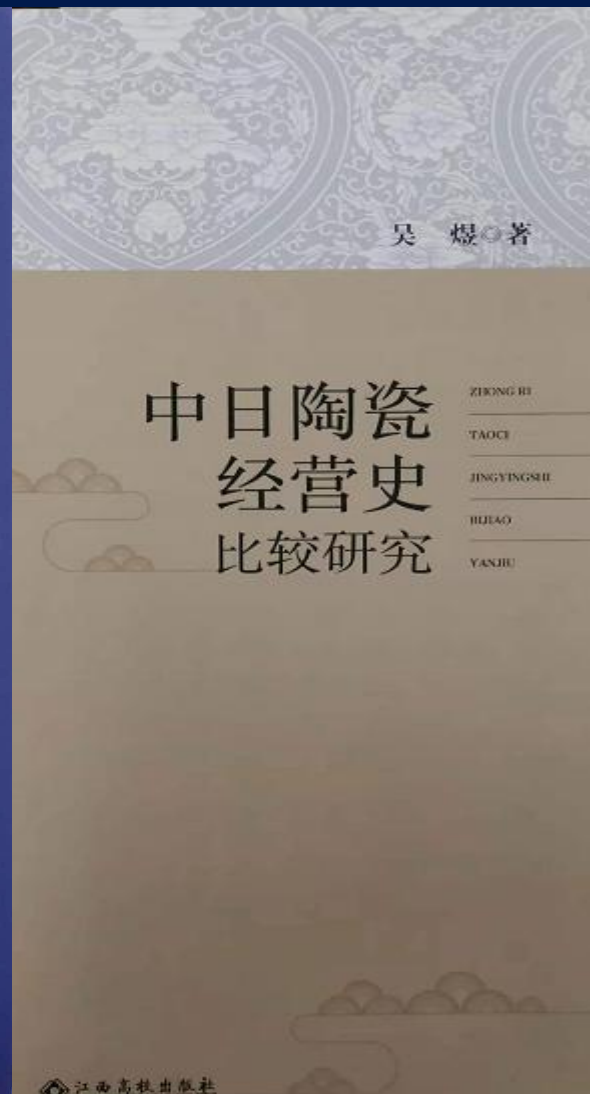 吴 煜◎著
中日陶瓷
经营史
比较研究
ZHONG RI
TAOCI
JINGYINGSHI
BIJIAO
YANJIU
江西高校出版社